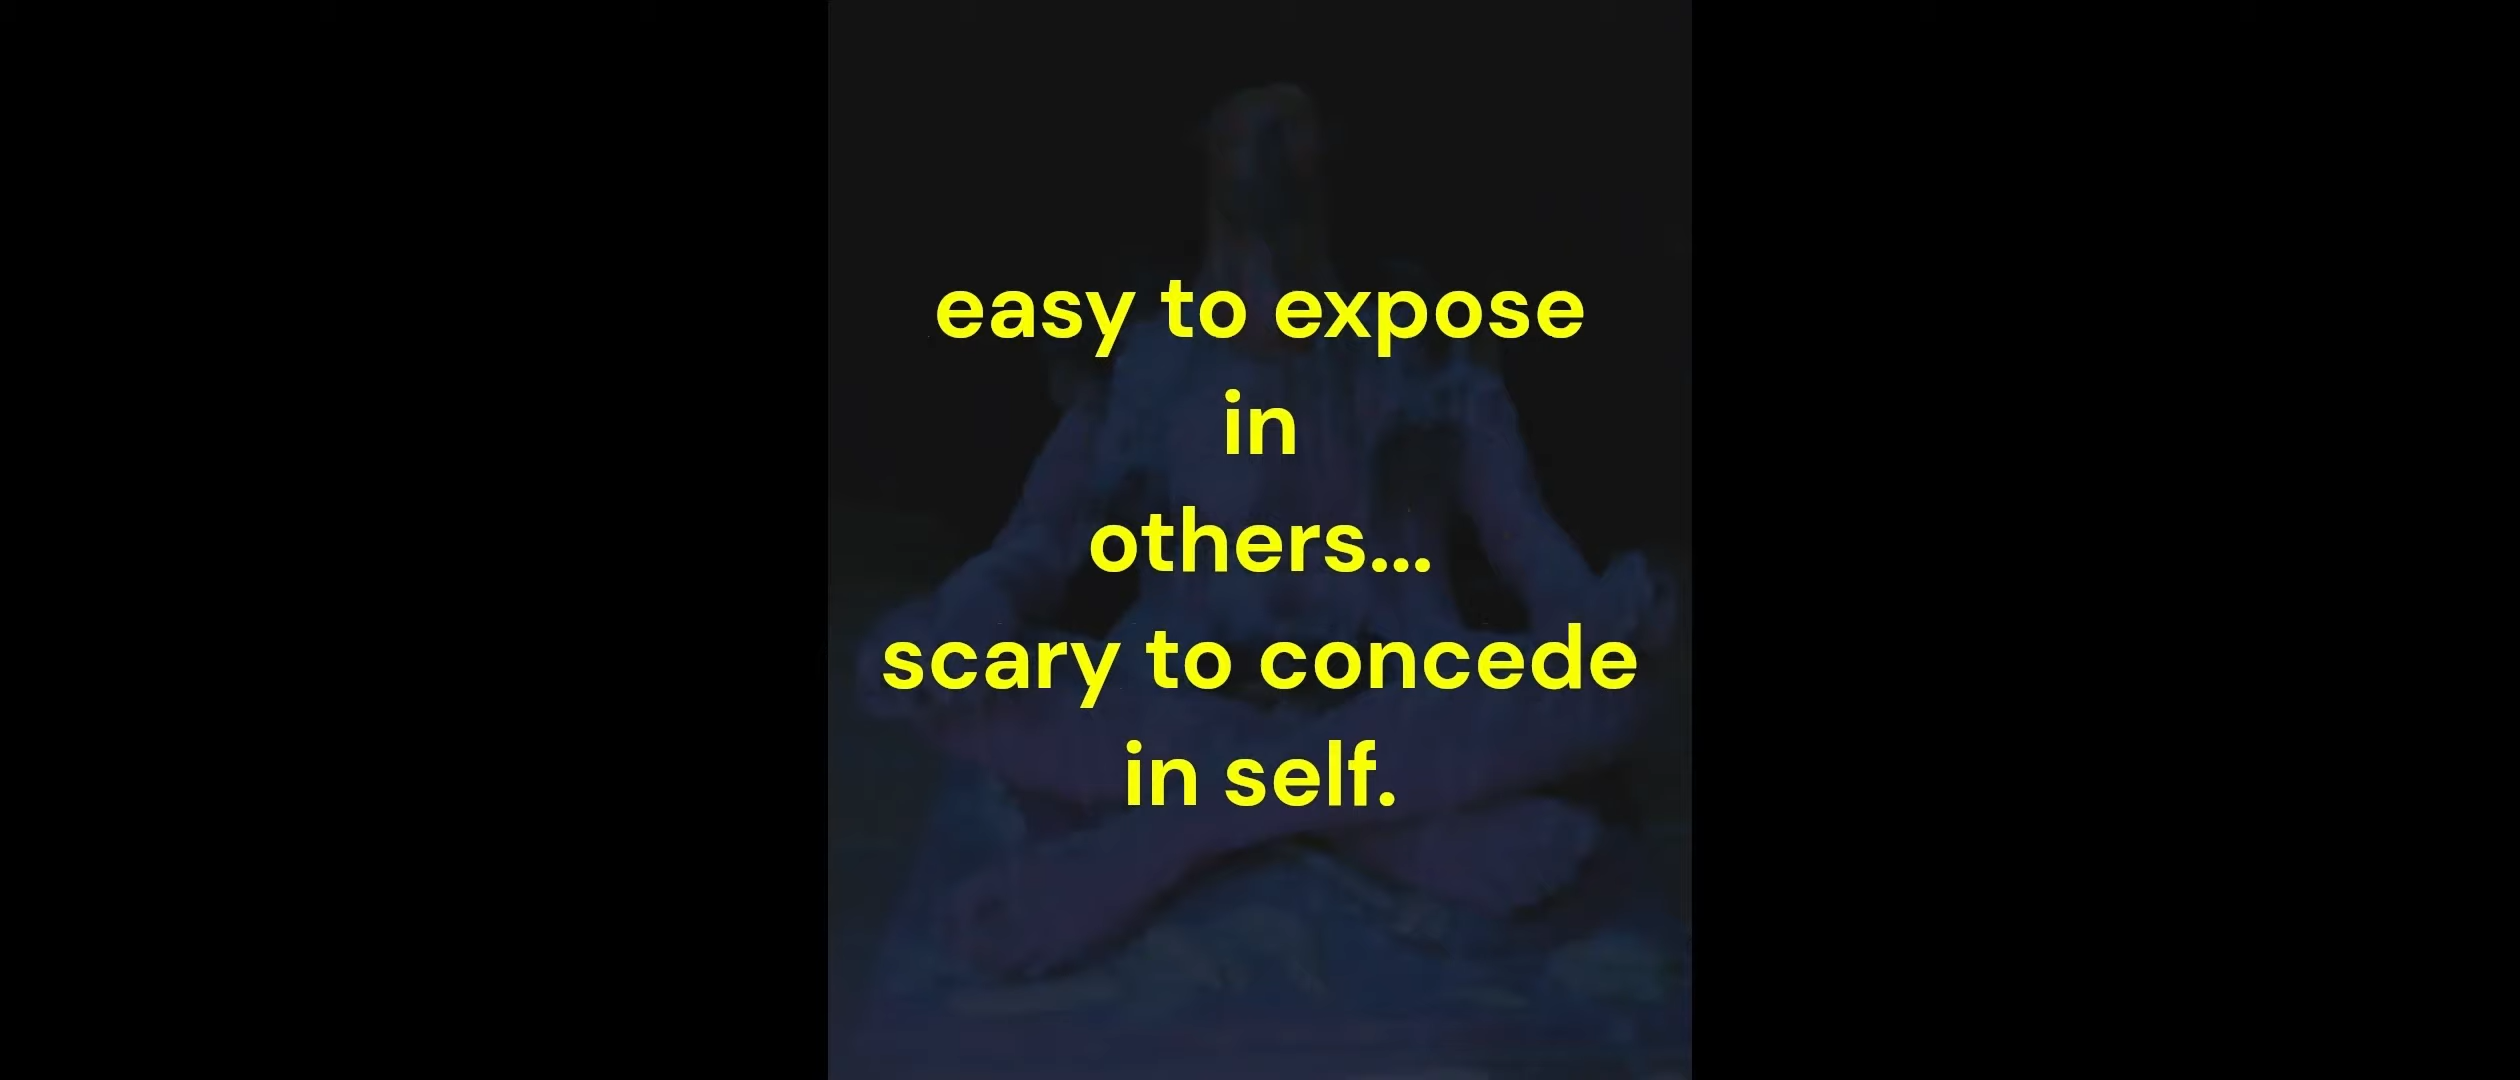 easy to expose
in
others...
scary to concede
in self.